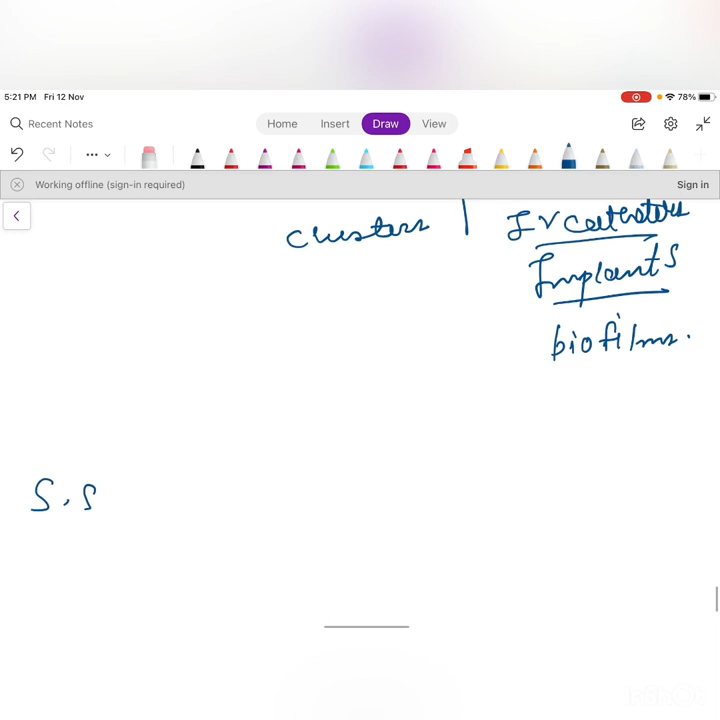 5:21 PM Fri 12 Nov
78%
Recent Notes
Home Insert Draw View
Working offline (sign-in required)
Sign in
clusters
IV catheters
Implants
biofilms.
S. S